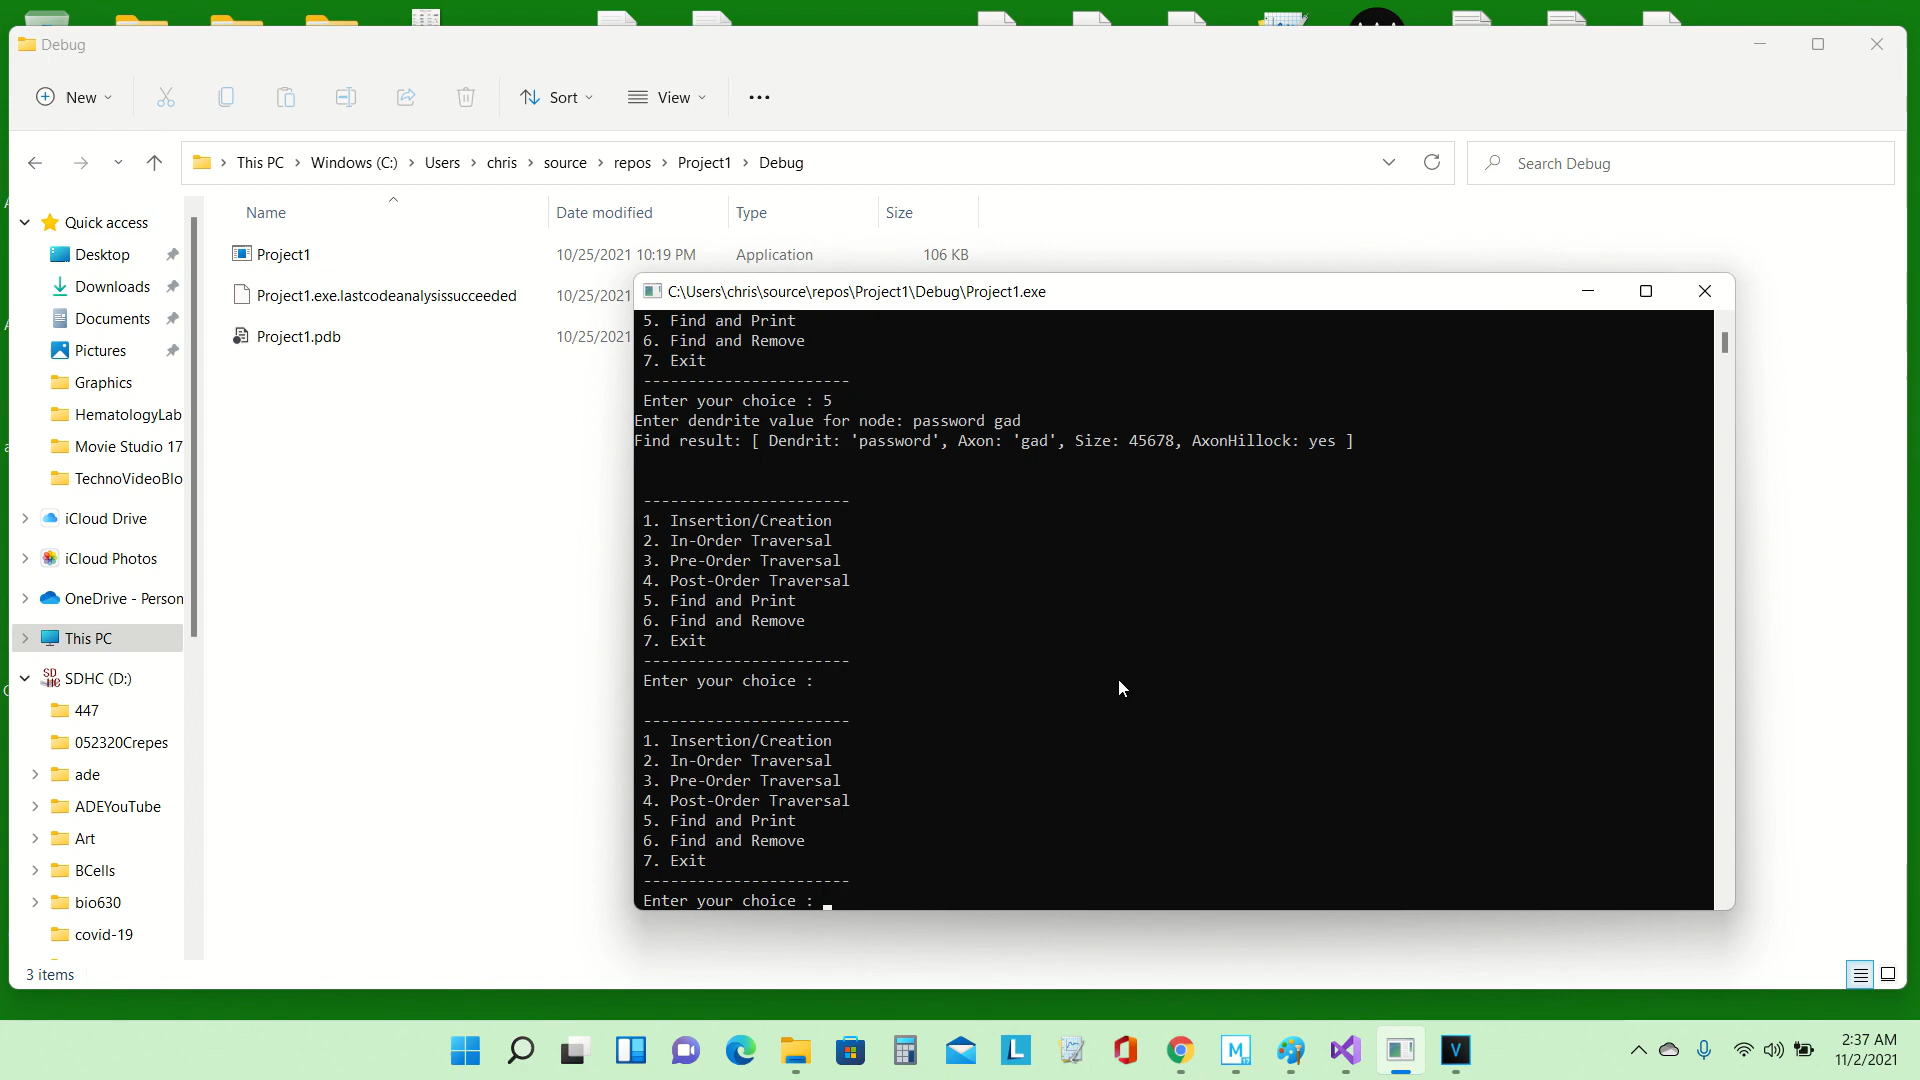 Debug
New
Sort
View
This PC
Windows (C:)
Users
chris
source
repos
Project1
Debug
Search Debug
Name
Date modified
Type
Size
Quick access
Desktop
Downloads
Documents
Pictures
Graphics
HematologyLab
Movie Studio 17
TechnoVideoBlo
iCloud Drive
iCloud Photos
OneDrive - Person
This PC
SDHC (D:)
447
052320Crepes
ade
ADEYouTube
Art
BCells
bio630
covid-19
Project1 10/25/2021 10:19 PM Application 106 KB
Project1.exe.lastcodeanalysissucceeded 10/25/2021
Project1.pdb 10/25/2021
C:\Users\chris\source\repos\Project1\Debug\Project1.exe
5. Find and Print
6. Find and Remove
7. Exit
-----------------------
Enter your choice : 5
Enter dendrite value for node: password gad
Find result: [ Dendrit: 'password', Axon: 'gad', Size: 45678, AxonHillock: yes ]
-----------------------
1. Insertion/Creation
2. In-Order Traversal
3. Pre-Order Traversal
4. Post-Order Traversal
5. Find and Print
6. Find and Remove
7. Exit
-----------------------
Enter your choice :
-----------------------
1. Insertion/Creation
2. In-Order Traversal
3. Pre-Order Traversal
4. Post-Order Traversal
5. Find and Print
6. Find and Remove
7. Exit
-----------------------
Enter your choice :
3 items
2:37 AM
11/2/2021